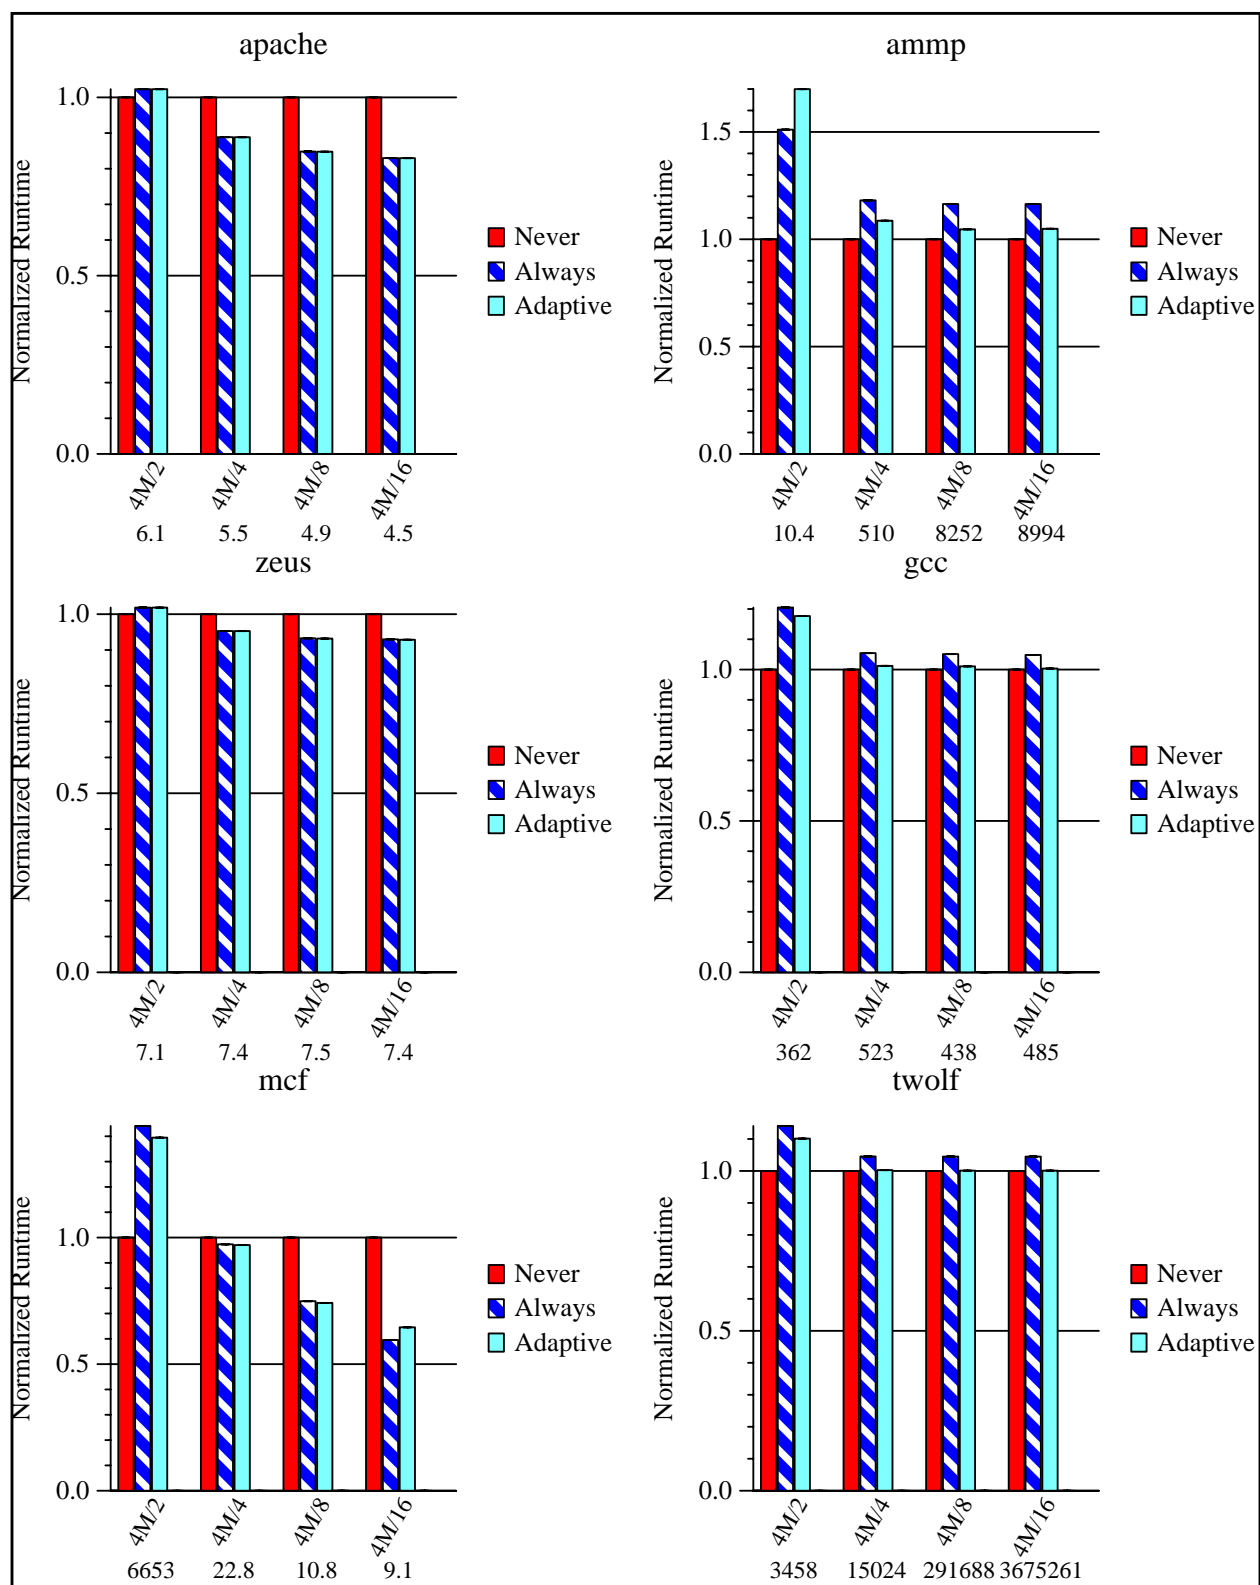 apache
Normalized Runtime
1.0
0.5
0.0
4M/2
4M/4
4M/8
4M/16
6.1 5.5 4.9 4.5
Never
Always
Adaptive
ammp
Normalized Runtime
1.5
1.0
0.5
0.0
4M/2
4M/4
4M/8
4M/16
10.4 510 8252 8994
Never
Always
Adaptive
zeus
Normalized Runtime
1.0
0.5
0.0
4M/2
4M/4
4M/8
4M/16
7.1 7.4 7.5 7.4
Never
Always
Adaptive
gcc
Normalized Runtime
1.0
0.5
0.0
4M/2
4M/4
4M/8
4M/16
362 523 438 485
Never
Always
Adaptive
mcf
Normalized Runtime
1.0
0.5
0.0
4M/2
4M/4
4M/8
4M/16
6653 22.8 10.8 9.1
Never
Always
Adaptive
twolf
Normalized Runtime
1.0
0.5
0.0
4M/2
4M/4
4M/8
4M/16
3458 15024 291688 3675261
Never
Always
Adaptive